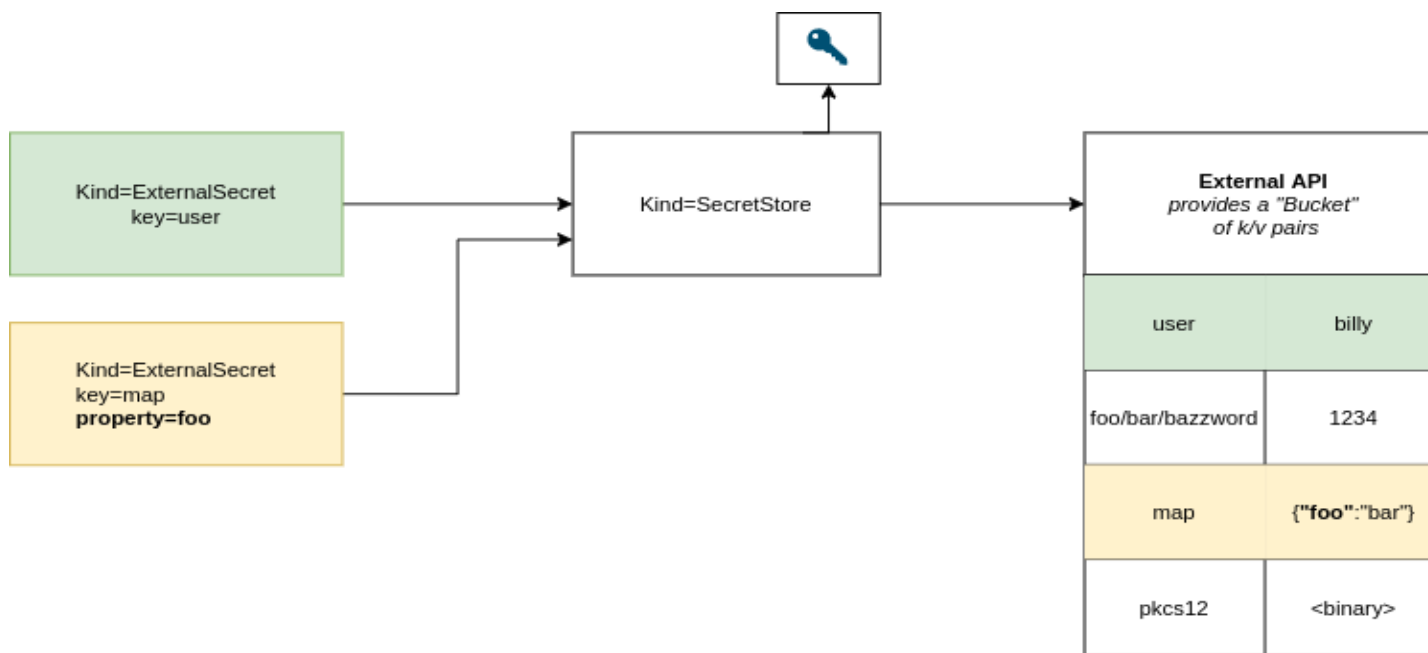 Kind=ExternalSecret
key=user
Kind=SecretStore
External API
provides a "Bucket"
of k/v pairs
user billy
Kind=ExternalSecret
key=map
property=foo
foo/bar/bazzword 1234
map {"foo":"bar"}
pkcs12 <binary>